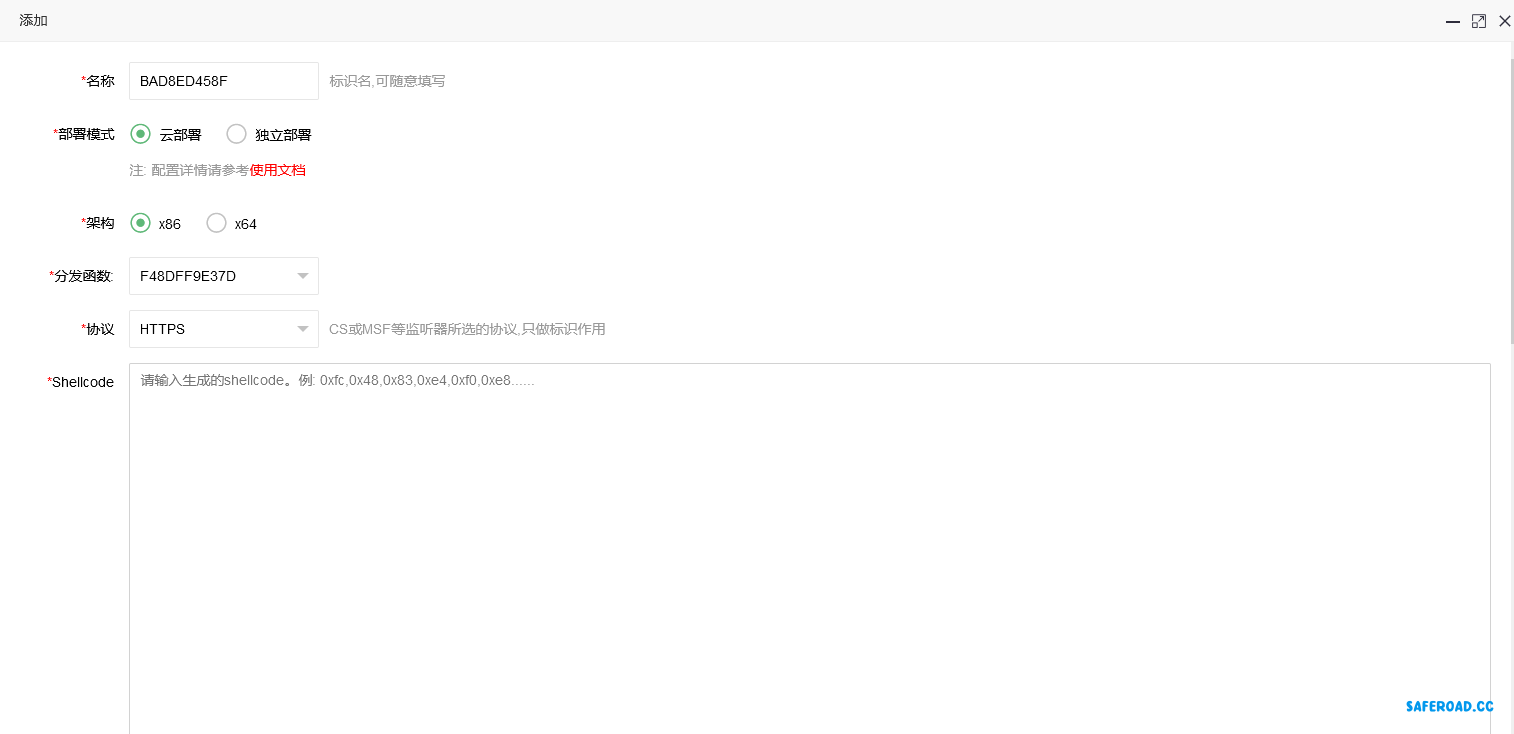 添加
*名称 BAD8ED458F 标识名,可随意填写
*部署模式 云部署 独立部署
注: 配置详情请参考使用文档
*架构 x86 x64
*分发函数: F48DFF9E37D
*协议 HTTPS CS或MSF等监听器所选的协议,只做标识作用
*Shellcode 请输入生成的shellcode。例: 0xfc,0x48,0x83,0xe4,0xf0,0xe8......
SAFEROAD.CC